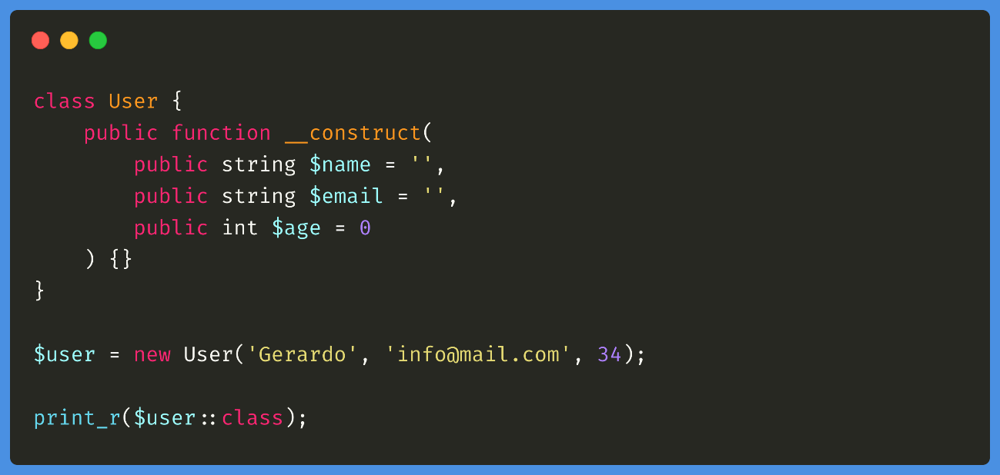 class User {
    public function __construct(
        public string $name = '',
        public string $email = '',
        public int $age = 0
    ) {}
}

$user = new User('Gerardo', 'info@mail.com', 34);

print_r($user::class);